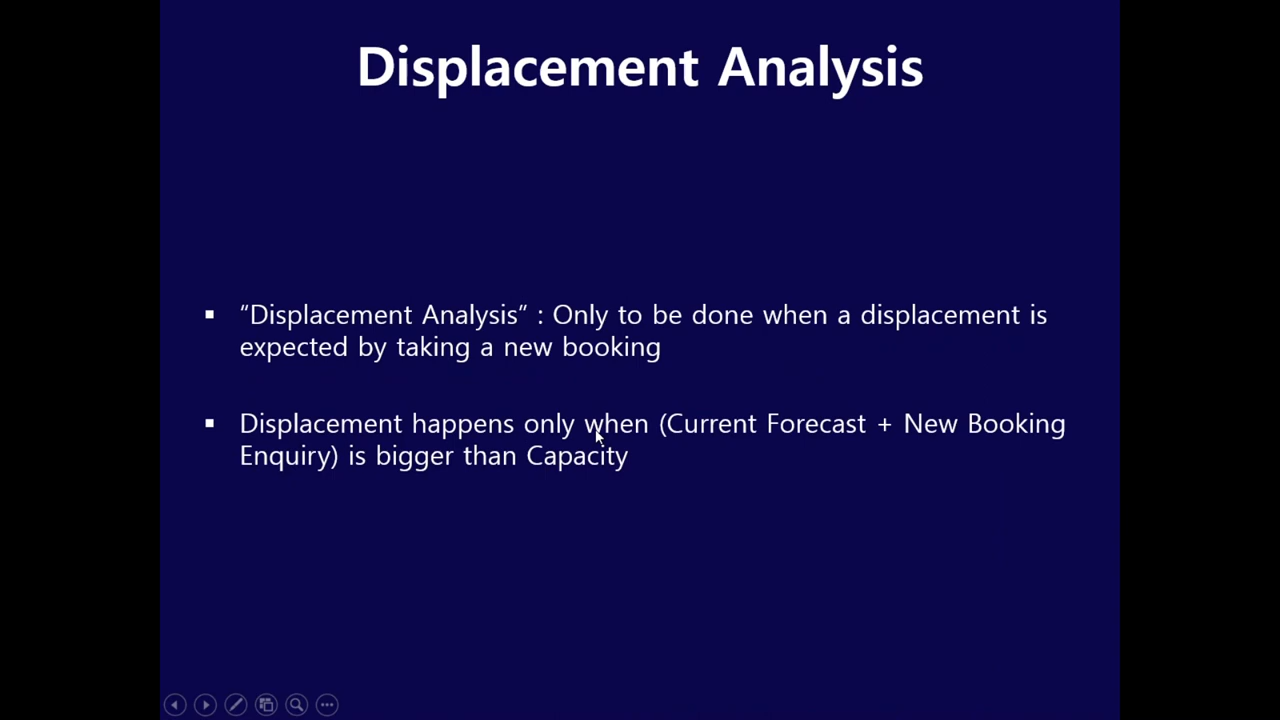 Displacement Analysis
▪ “Displacement Analysis” : Only to be done when a displacement is
expected by taking a new booking
▪ Displacement happens only when (Current Forecast + New Booking
Enquiry) is bigger than Capacity